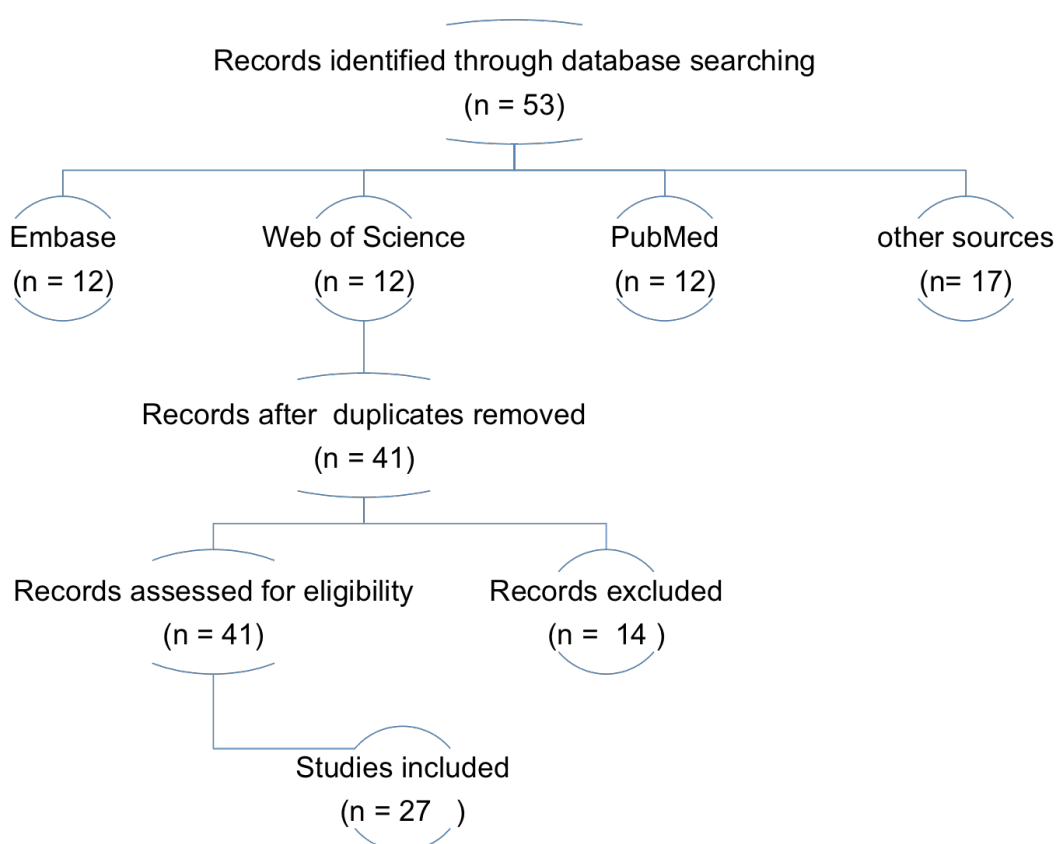 Records identified through database searching
(n = 53)
Embase
(n = 12)
Web of Science
(n = 12)
PubMed
(n = 12)
other sources
(n= 17)
Records after  duplicates removed
(n = 41)
Records assessed for eligibility
(n = 41)
Records excluded
(n =  14 )
Studies included
(n = 27   )